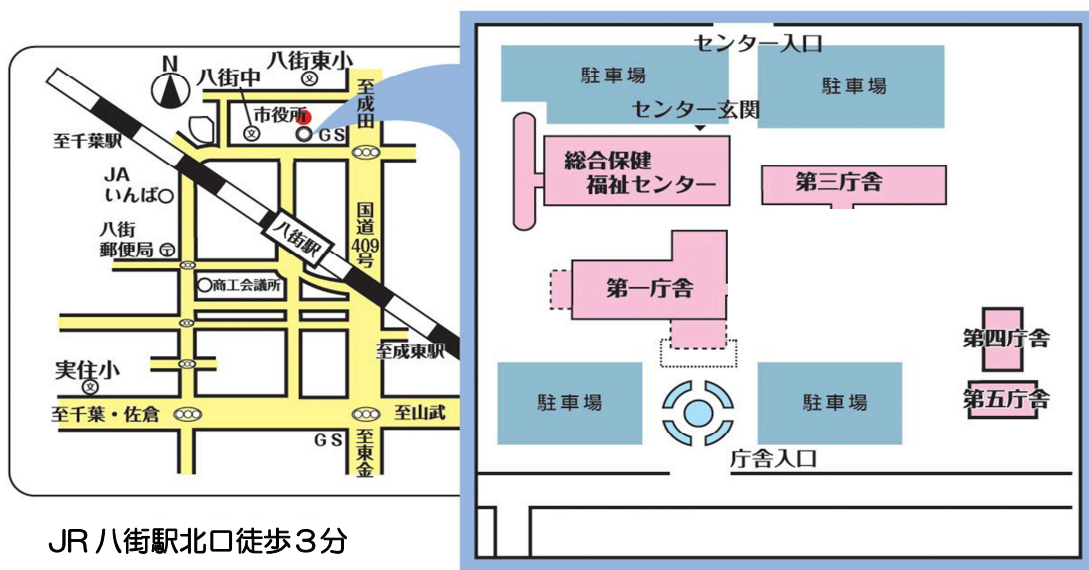 N
八街中
八街東小
至成田
市役所
GS
至千葉駅
JA
いんば
八街
郵便局
国道
409
号
八街駅
商工会議所
至成東駅
実住小
至千葉・佐倉
至山武
GS
至東金
JR八街駅北口徒歩3分
センター入口
駐車場
駐車場
センター玄関
総合保健
福祉センター
第三庁舎
第一庁舎
第四庁舎
第五庁舎
駐車場
駐車場
庁舎入口